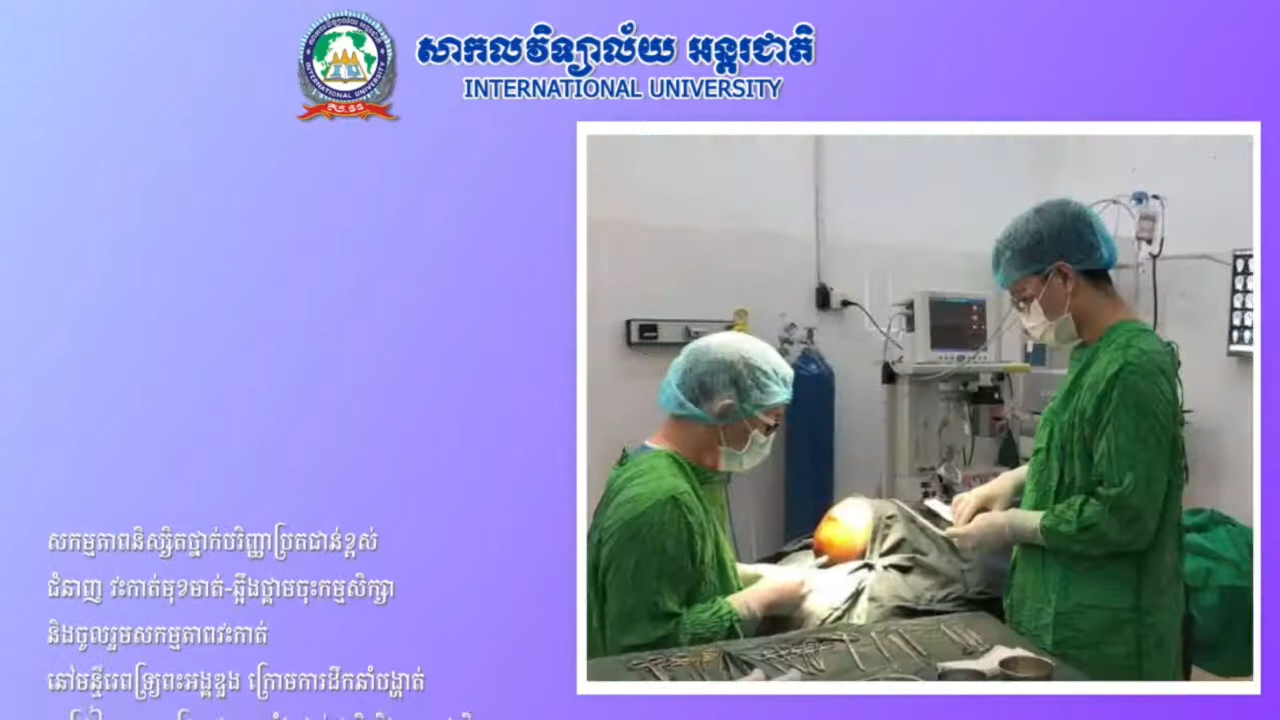 សាកលវិទ្យាល័យ អន្តរជាតិ
INTERNATIONAL UNIVERSITY
INTERNATIONAL UNIVERSITY
ស.អ
សកម្មភាពនិស្សិតថ្នាក់បរិញ្ញាប្រតជាន់ខ្ពស់
ជំនាញ វះកាត់មុខមាត់-ឆ្អឹងថ្គាមចុះកម្មសិក្សា
និងចូលរួមសកម្មភាពវះកាត់
នៅមន្ទីរពេទ្យព្រះអង្គឌួង ក្រោមការដឹកនាំបង្ហាត់